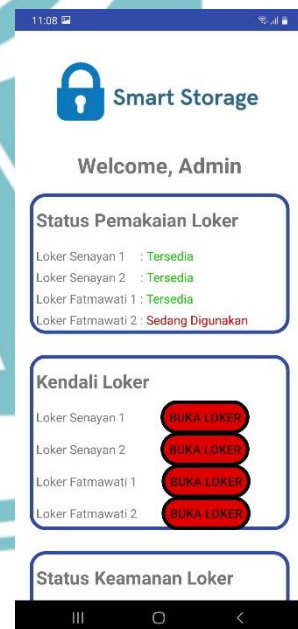 11:08
Smart Storage
Welcome, Admin
Status Pemakaian Loker
Loker Senayan 1 : Tersedia
Loker Senayan 2 : Tersedia
Loker Fatmawati 1 : Tersedia
Loker Fatmawati 2 : Sedang Digunakan
Kendali Loker
Loker Senayan 1 BUKA LOKER
Loker Senayan 2 BUKA LOKER
Loker Fatmawati 1 BUKA LOKER
Loker Fatmawati 2 BUKA LOKER
Status Keamanan Loker